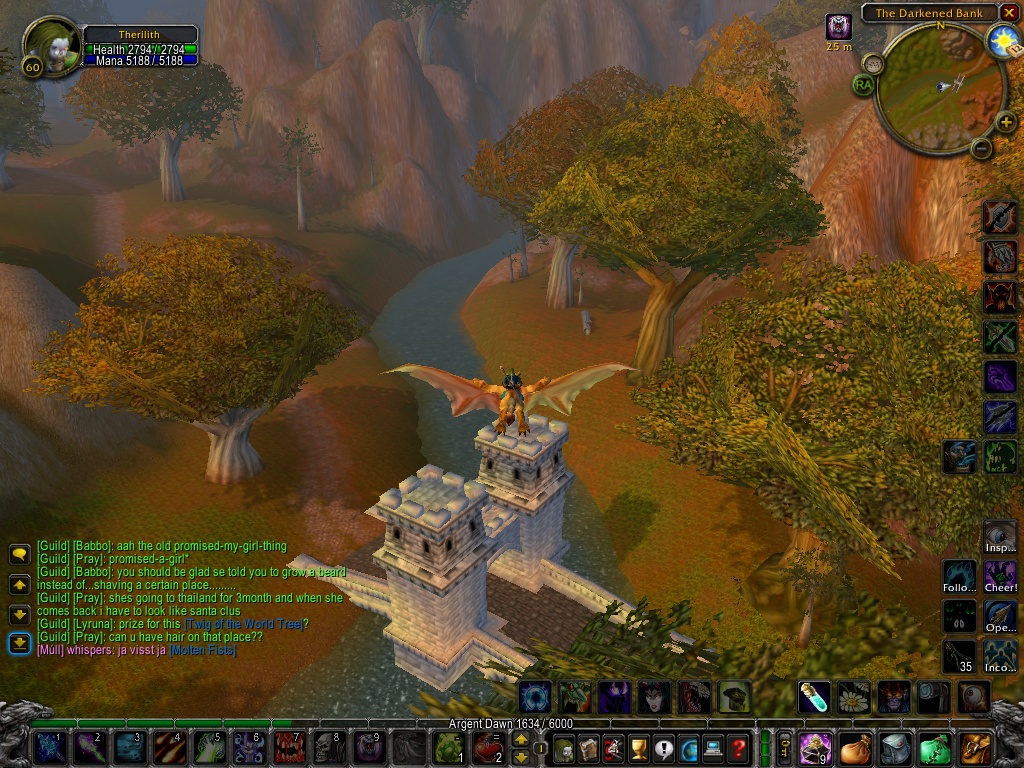 The Darkened Bank
N
Therilith
Health 2794 / 2794
Mana 5188 / 5188
60
25 m
RA
[Guild] [Babbo]: aah the old promised-my-girl-thing
[Guild] [Pray]: promised-a-girl*
[Guild] [Babbo]: you should be glad se told you to grow a beard
instead of...shaving a certain place........
[Guild] [Pray]: shes going to thailand for 3month and when she
comes back i have to look like santa clus
[Guild] [Lyruna]: prize for this [Twig of the World Tree]?
[Guild] [Pray]: can u have hair on that place??
[Müll] whispers: ja visst ja [Molten Fists]
Insp...
Follo...
Cheer!
Ope...
35
Inco...
Argent Dawn 1634 / 6000
1
2
3
4
5
6
7
8
9
1
2
1
9